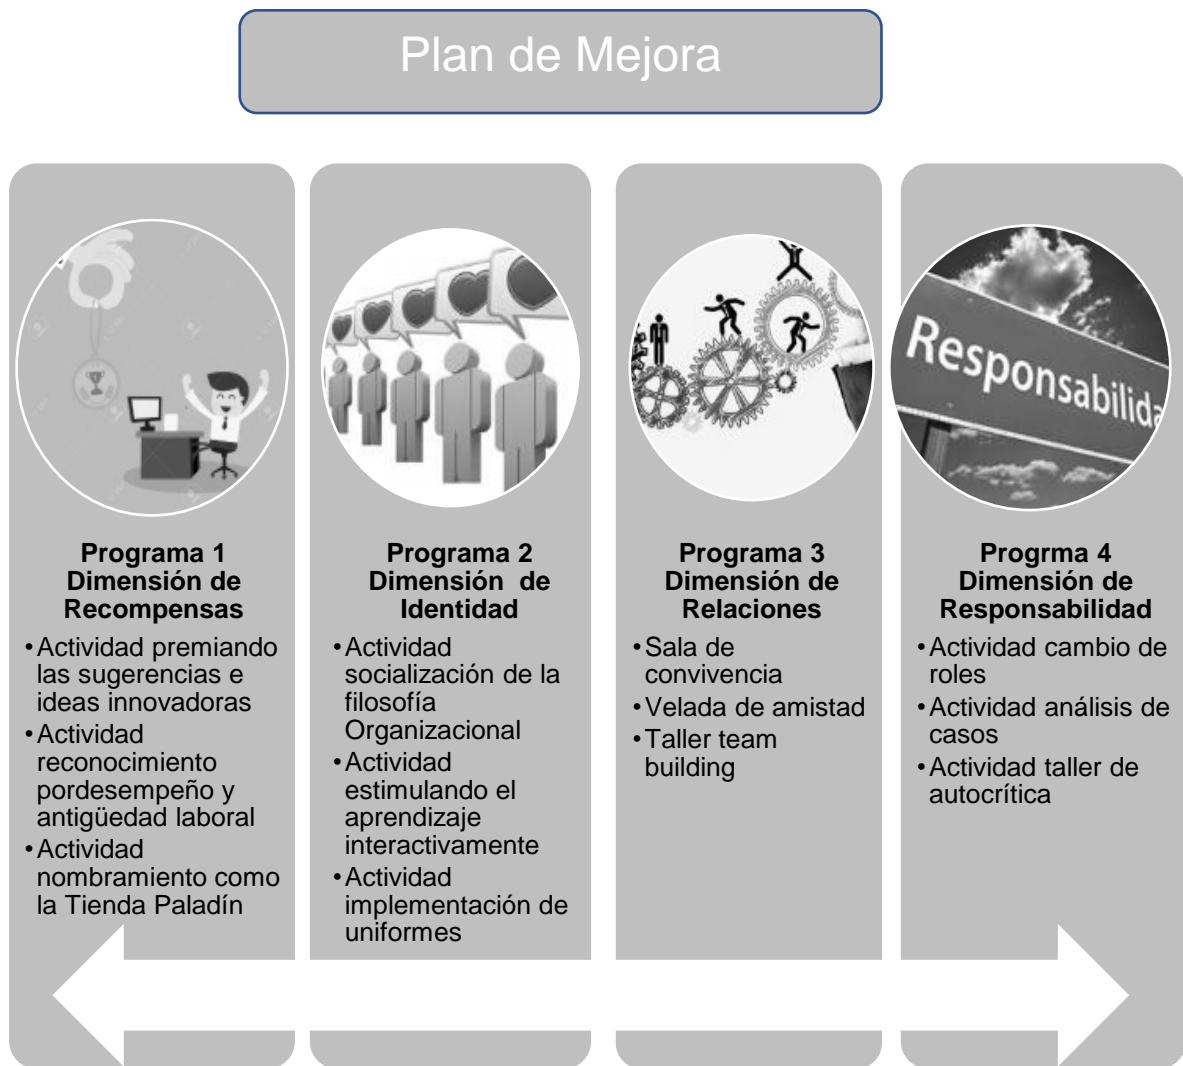 Plan de Mejora
Responsabilida
Programa 1
Dimensión de
Recompensas
•Actividad premiando
las sugerencias e
ideas innovadoras
•Actividad
reconocimiento
pordesempeño y
antigüedad laboral
•Actividad
nombramiento como
la Tienda Paladín
Programa 2
Dimensión de
Identidad
•Actividad
socialización de la
filosofía
Organizacional
•Actividad
estimulando el
aprendizaje
interactivamente
•Actividad
implementación de
uniformes
Programa 3
Dimensión de
Relaciones
•Sala de
convivencia
•Velada de amistad
•Taller team
building
Progrma 4
Dimensión de
Responsabilidad
•Actividad cambio de
roles
•Actividad análisis de
casos
•Actividad taller de
autocrítica